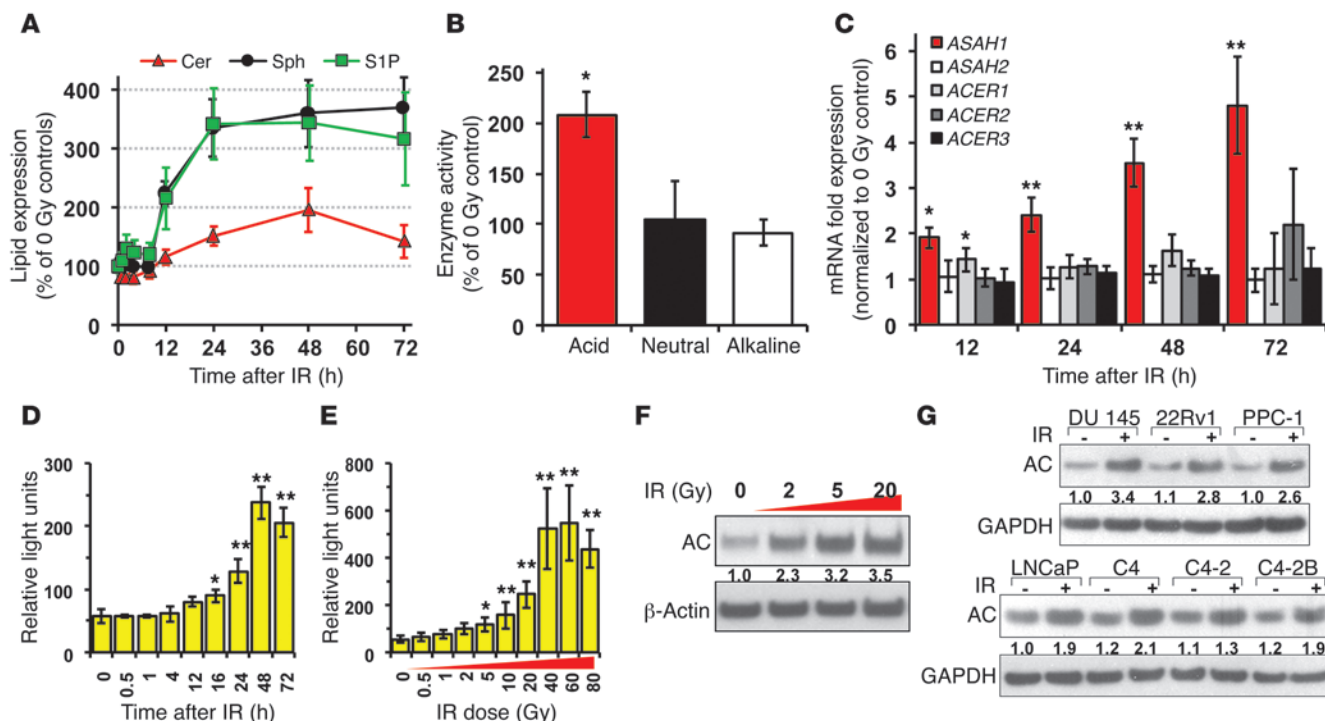 A
Cer Sph S1P
Lipid expression
(% of 0 Gy controls)
400
300
200
100
0
0 12 24 36 48 60 72
Time after IR (h)
B
Enzyme activity
(% of 0 Gy control)
250
200
150
100
50
0
*
Acid Neutral Alkaline
C
mRNA fold expression
(normalized to 0 Gy control)
6
5
4
3
2
1
0
ASAH1
ASAH2
ACER1
ACER2
ACER3
* * ** ** **
12 24 48 72
Time after IR (h)
D
Relative light units
300
200
100
0
* ** ** **
0 0.5 1 4 12 16 24 48 72
Time after IR (h)
E
Relative light units
800
600
400
200
0
* ** ** ** ** **
0 0.5 1 2 5 10 20 40 60 80
IR dose (Gy)
F
IR (Gy) 0 2 5 20
AC
1.0 2.3 3.2 3.5
β-Actin
G
DU 145 22Rv1 PPC-1
IR - + - + - +
AC
1.0 3.4 1.1 2.8 1.0 2.6
GAPDH
LNCaP C4 C4-2 C4-2B
IR - + - + - + - +
AC
1.0 1.9 1.2 2.1 1.1 1.3 1.2 1.9
GAPDH